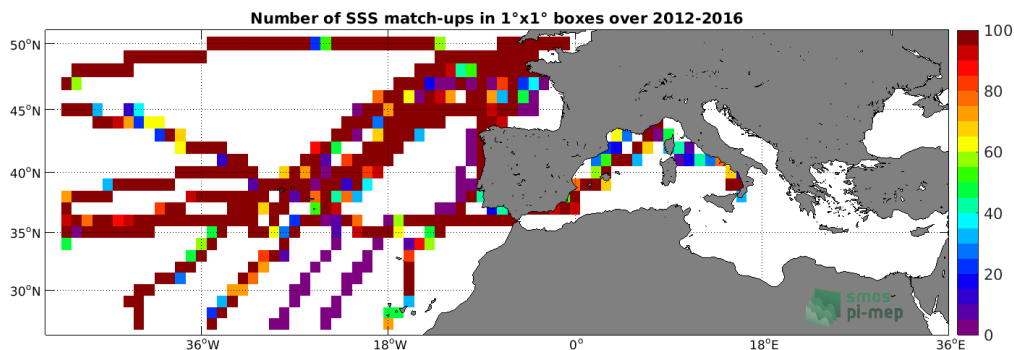 Number of SSS match-ups in 1°x1° boxes over 2012-2016
50°N
45°N
40°N
35°N
30°N
36°W
18°W
0°
18°E
36°E
100
80
60
40
20
0
smos
pi-mep